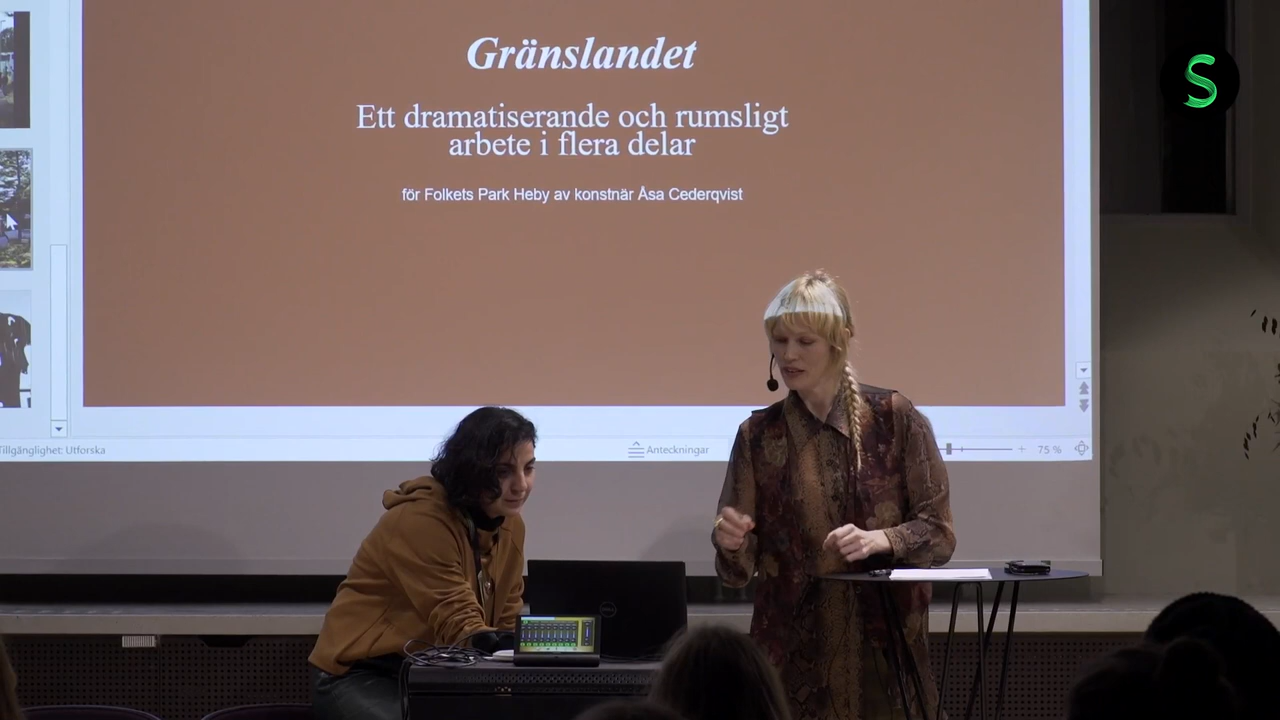 Gränslandet
Ett dramatiserande och rumsligt
arbete i flera delar
för Folkets Park Heby av konstnär Åsa Cederqvist
Tillgänglighet: Utforska
Anteckningar
75 %
S
DELL